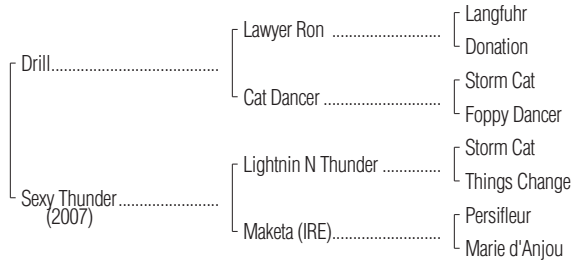 Langfuhr
Lawyer Ron ........................
Donation
Drill.....................................
Storm Cat
Cat Dancer ..........................
Foppy Dancer
Storm Cat
Lightnin N Thunder .............
Things Change
Sexy Thunder ......................
(2007)
Persifleur
Maketa (IRE)........................
Marie d'Anjou